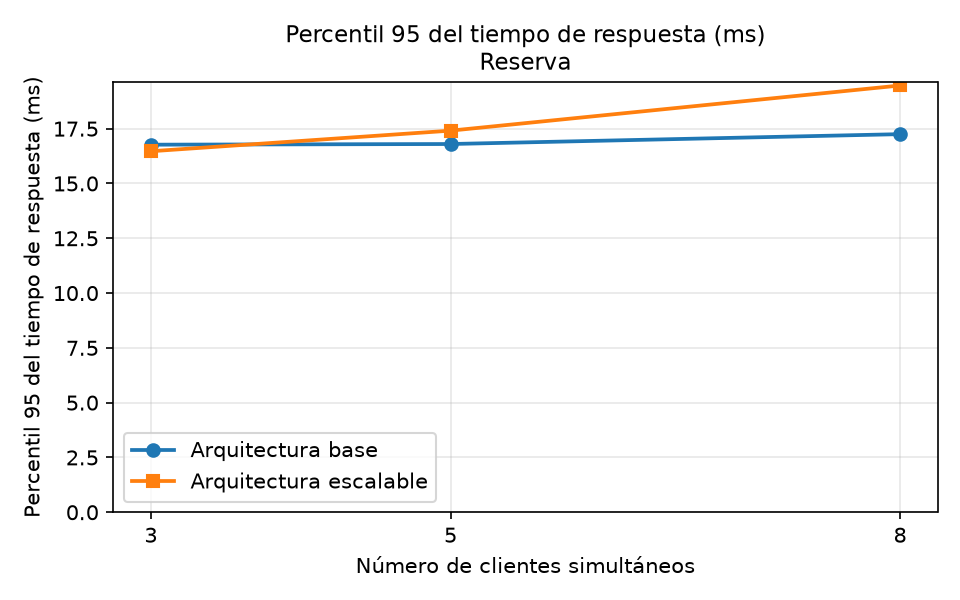 Percentil 95 del tiempo de respuesta (ms)
Reserva
Percentil 95 del tiempo de respuesta (ms)
17.5
15.0
12.5
10.0
7.5
5.0
2.5
0.0
Arquitectura base
Arquitectura escalable
3 5 8
Número de clientes simultáneos